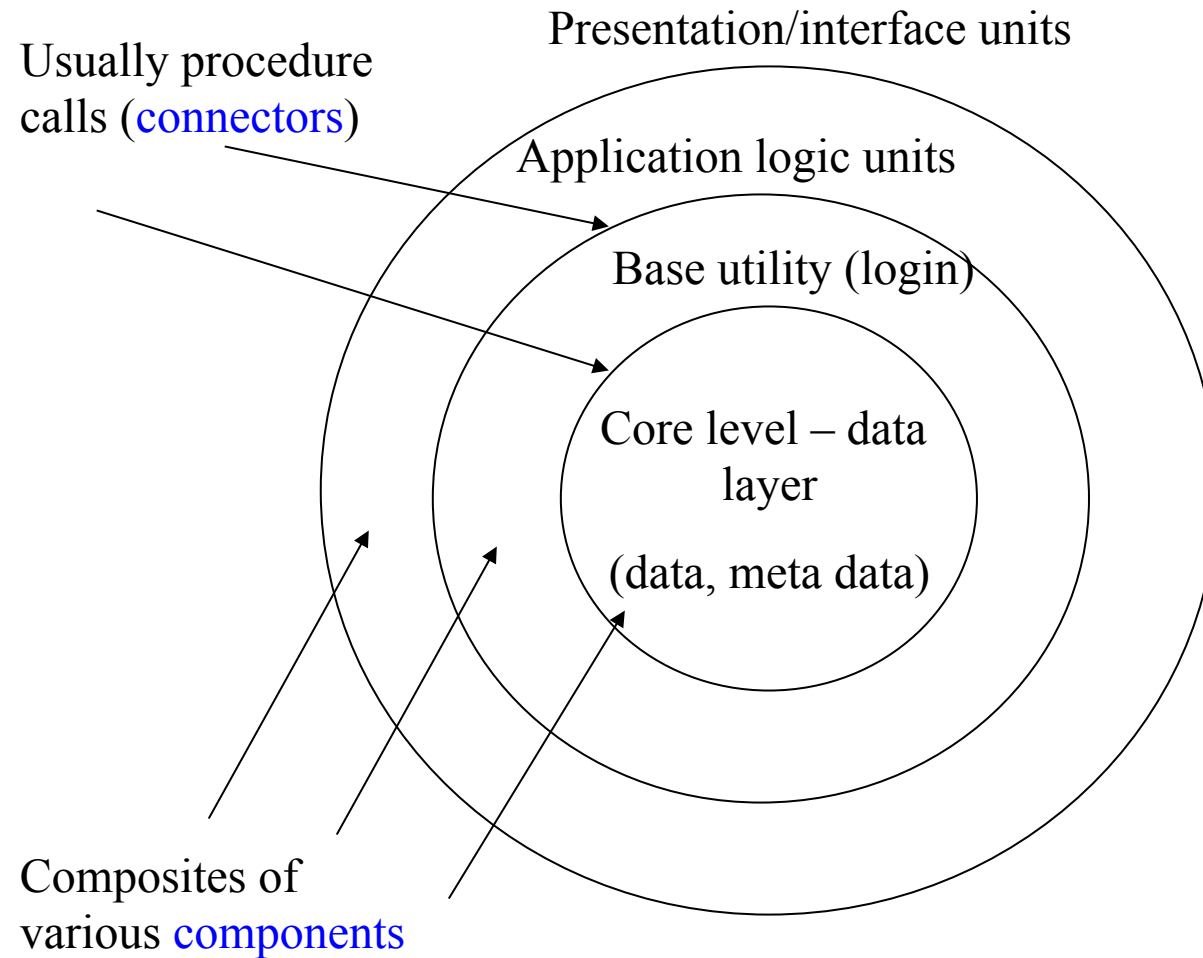 Presentation/interface units
Usually procedure
calls (connectors)
Application logic units
Base utility (login)
Core level – data
layer
(data, meta data)
Composites of
various components